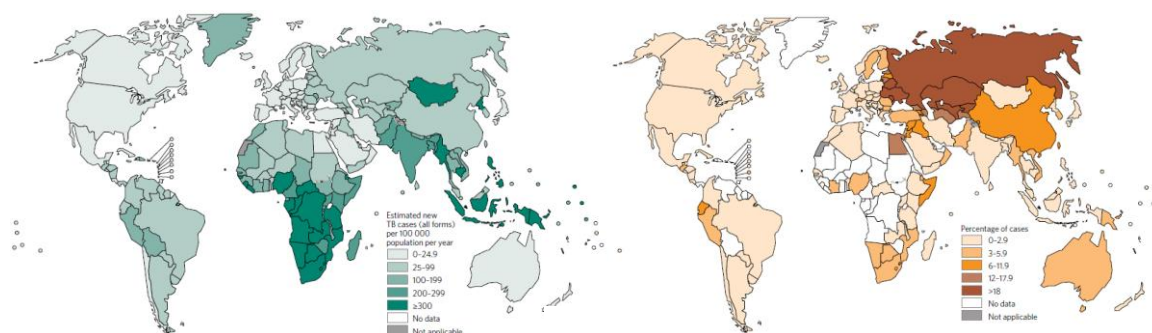 Estimated new
TB cases (all forms)
per 100 000
population per year
0–24.9
25–99
100–199
200–299
≥300
No data
Not applicable
Percentage of cases
0–2.9
3–5.9
6–11.9
12–17.9
>18
No data
Not applicable